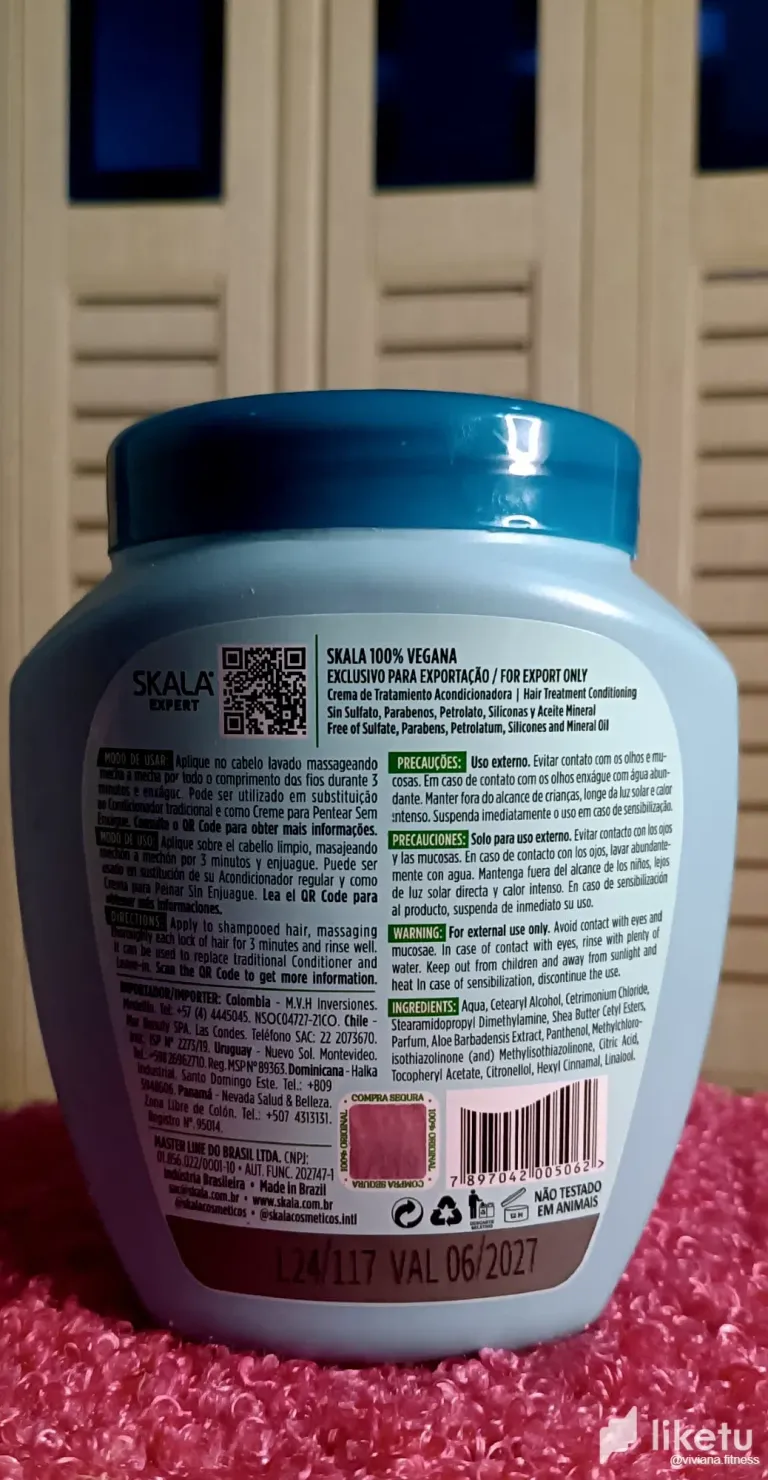 SKALA
EXPERT
SKALA 100% VEGANA
EXCLUSIVO PARA EXPORTAÇÃO / FOR EXPORT ONLY
Crema de Tratamiento Acondicionadora | Hair Treatment Conditioning
Sin Sulfato, Parabenos, Petrolato, Siliconas y Aceite Mineral
Free of Sulfate, Parabens, Petrolatum, Silicones and Mineral Oil
MODO DE USAR: Aplique no cabelo lavado massageando
mecha a mecha por todo o comprimento dos fios durante 3
minutos e enxágue. Pode ser utilizado em substituição
ao Condicionador tradicional e como Creme para Pentear Sem
Enxágue. Consulte o QR Code para obter mais informações.
MODO DE USO: Aplique sobre el cabello limpio, masajeando
mechón a mechón por 3 minutos y enjuague. Puede ser
usado en sustitución de su Acondicionador regular y como
Crema para Peinar Sin Enjuague. Lea el QR Code para
obtener más informaciones.
DIRECTIONS: Apply to shampooed hair, massaging
thoroughly each lock of hair for 3 minutes and rinse well.
It can be used to replace traditional Conditioner and
Leave-in. Scan the QR Code to get more information.
IMPORTADOR/IMPORTER: Colombia - M.V.H Inversiones.
Medellín. Tel: +57 (4) 4445045. NSOC04727-21CO. Chile -
Mar Beauty SPA. Las Condes. Teléfono SAC: 22 2073670.
ISP Nº 2273/19. Uruguay - Nuevo Sol. Montevideo.
Tel.: +598 26962710. Reg. MSP Nº 89363. Dominicana - Halka
Industrial. Santo Domingo Este. Tel.: +809
5948606. Panamá - Nevada Salud & Belleza.
Zona Libre de Colón. Tel.: +507 4313131.
Registro Nº 95014.
MASTER LINE DO BRASIL LTDA. CNPJ:
01.856.022/0001-10 • AUT. FUNC. 202747-1
Indústria Brasileira • Made in Brazil
sac@skala.com.br • www.skala.com.br
@skalacosmeticos • @skalacosmeticos.intl
PRECAUÇÕES: Uso externo. Evitar contato com os olhos e mu-
cosas. Em caso de contato com os olhos enxágue com água abun-
dante. Manter fora do alcance de crianças, longe da luz solar e calor
intenso. Suspenda imediatamente o uso em caso de sensibilização.
PRECAUCIONES: Solo para uso externo. Evitar contacto con los ojos
y las mucosas. En caso de contacto con los ojos, lavar abundante-
mente con agua. Mantenga fuera del alcance de los niños, lejos
de luz solar directa y calor intenso. En caso de sensibilización
al producto, suspenda de inmediato su uso.
WARNING: For external use only. Avoid contact with eyes and
mucosae. In case of contact with eyes, rinse with plenty of
water. Keep out from children and away from sunlight and
heat In case of sensibilization, discontinue the use.
INGREDIENTS: Aqua, Cetearyl Alcohol, Cetrimonium Chloride,
Stearamidopropyl Dimethylamine, Shea Butter Cetyl Esters,
Parfum, Aloe Barbadensis Extract, Panthenol, Methylchloro-
isothiazolinone (and) Methylisothiazolinone, Citric Acid,
Tocopheryl Acetate, Citronellol, Hexyl Cinnamal, Linalool.
COMPRA SEGURA
100% ORIGINAL
COMPRA SEGURA
100% ORIGINAL
7 897042 005062
12 M
NÃO TESTADO
EM ANIMAIS
L24/117 VAL 06/2027
liketu
@viviana.fitness